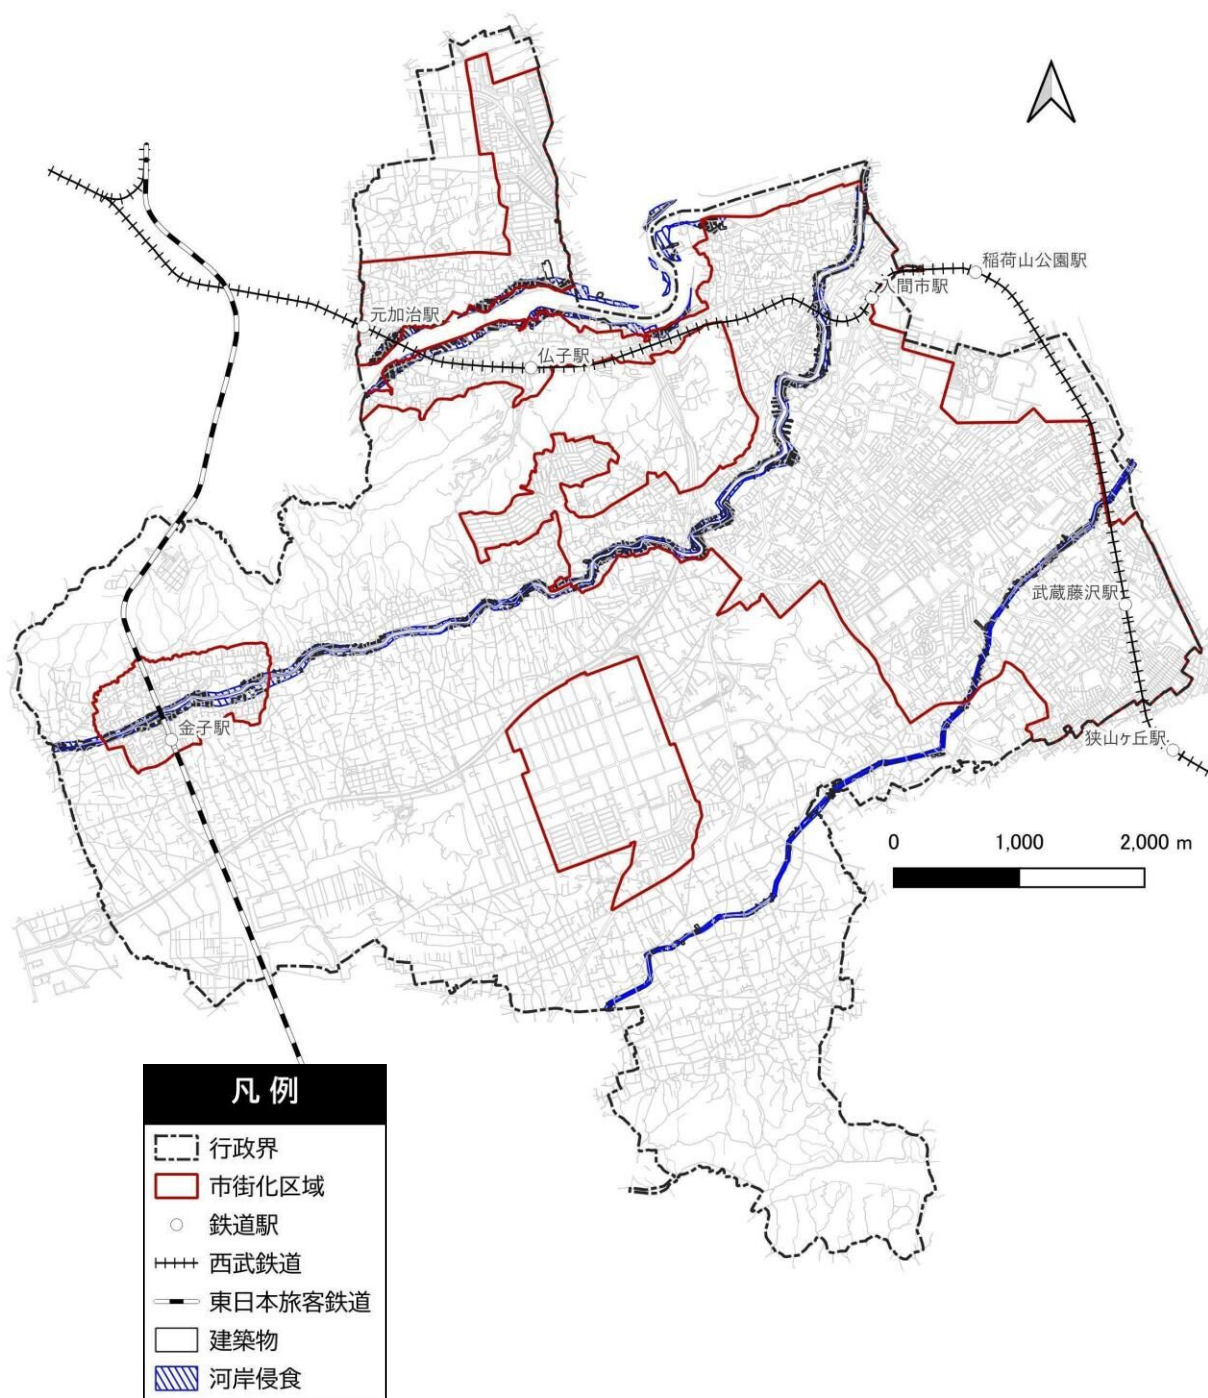 稲荷山公園駅
入間市駅
元加治駅
仏子駅
武蔵藤沢駅
金子駅
狭山ヶ丘駅
0 1,000 2,000 m
凡例
行政界
市街化区域
鉄道駅
西武鉄道
東日本旅客鉄道
建築物
河岸侵食